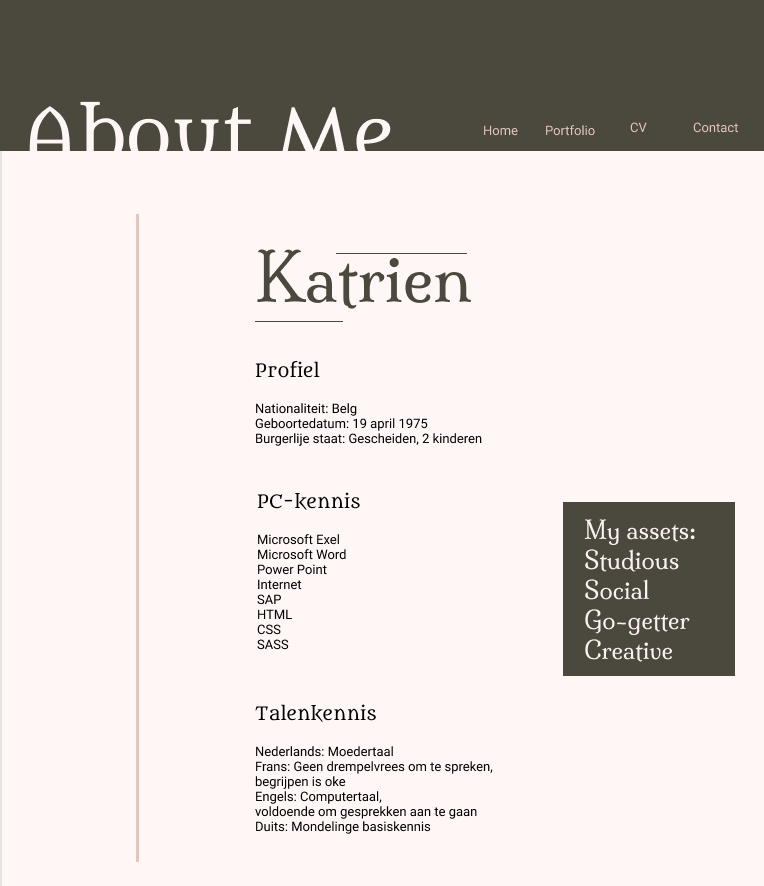 About Me
Home Portfolio CV Contact
Katrien
Profiel
Nationaliteit: Belg
Geboortedatum: 19 april 1975
Burgerlije staat: Gescheiden, 2 kinderen
PC-kennis
Microsoft Exel
Microsoft Word
Power Point
Internet
SAP
HTML
CSS
SASS
My assets:
Studious
Social
Go-getter
Creative
Talenkennis
Nederlands: Moedertaal
Frans: Geen drempelvrees om te spreken,
begrijpen is oke
Engels: Computertaal,
voldoende om gesprekken aan te gaan
Duits: Mondelinge basiskennis